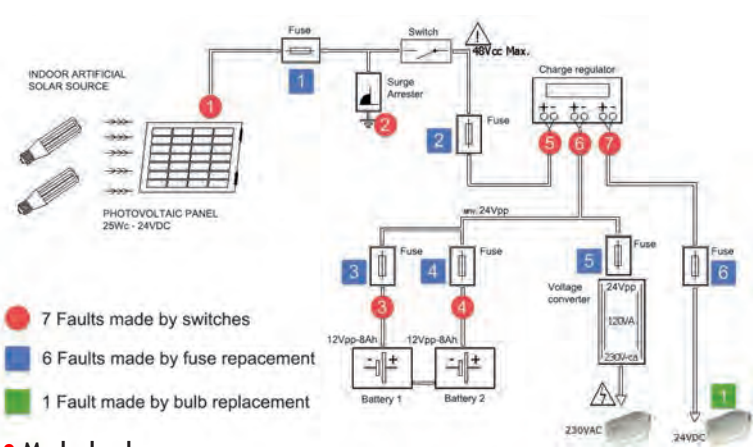 Fuse
Switch
48Vcc Max.
INDOOR ARTIFICIAL
SOLAR SOURCE
1
1
Surge
Arrester
2
Charge regulator
+ -
+ -
+ -
2
Fuse
5
6
7
PHOTOVOLTAIC PANEL
25Wc - 24VDC
24Vpp
3
Fuse
4
Fuse
5
Fuse
6
Fuse
3
4
Voltage
converter
24Vpp
120VA
230V-ca
12Vpp-8Ah
12Vpp-8Ah
- +
- +
Battery 1
Battery 2
230VAC
24VDC
1
7 Faults made by switches
6 Faults made by fuse repacement
1 Fault made by bulb replacement